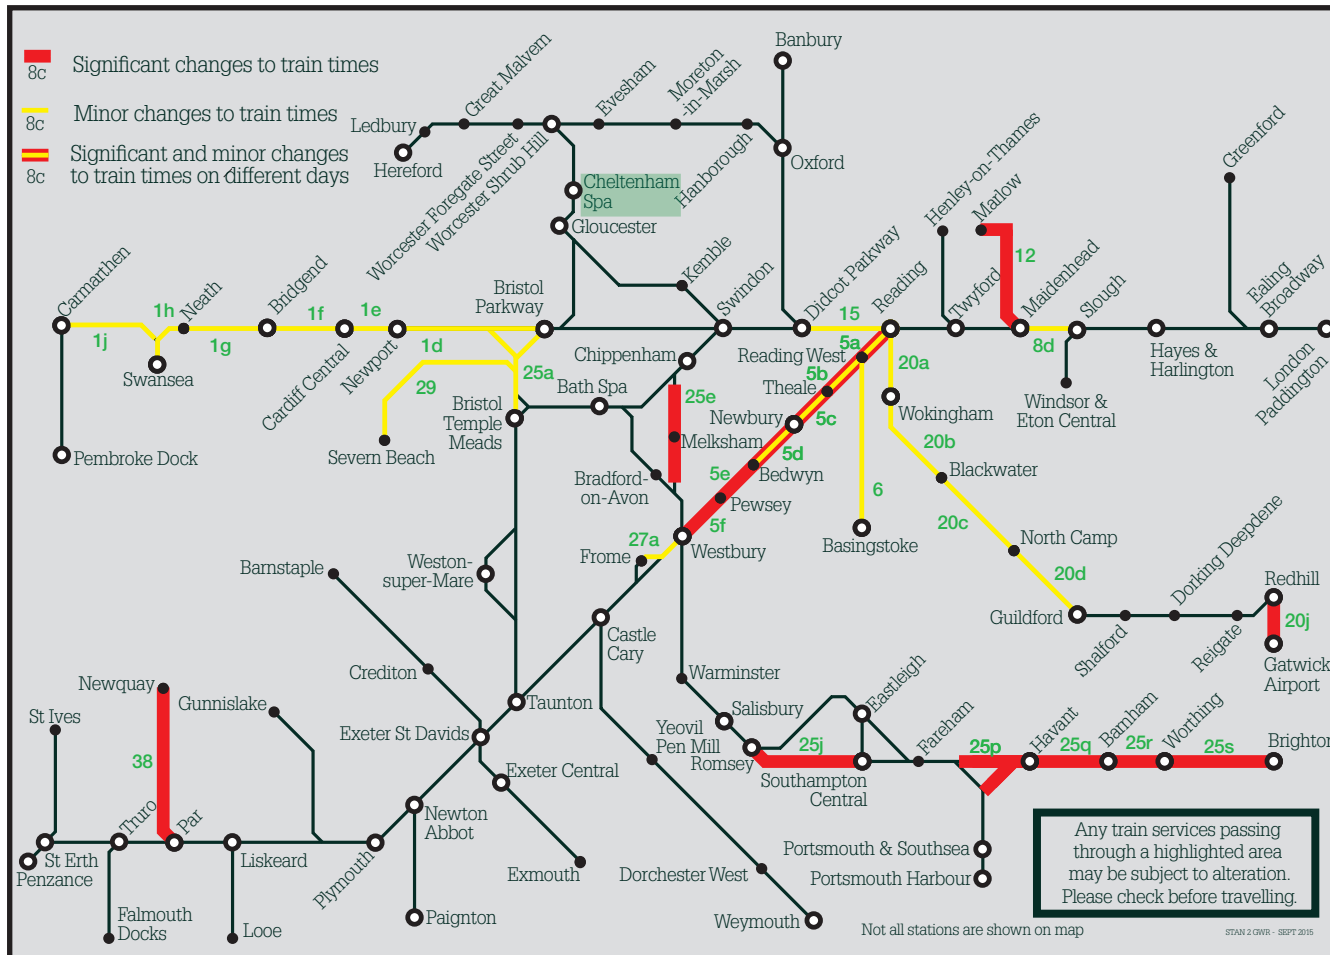 Significant changes to train times
8c
Minor changes to train times
8c
Significant and minor changes
to train times on different days
8c
Banbury
Moreton
-in-Marsh
Evesham
Great Malvern
Ledbury
Hereford
Worcester Foregate Street
Worcester Shrub Hill
Hanborough
Oxford
Cheltenham
Spa
Gloucester
Kemble
Swindon
Didcot Parkway
Reading
Henley-on-Thames
Marlow
12
Twyford
Maidenhead
Slough
Greenford
Ealing
Broadway
Carmarthen
1h
Neath
Bridgend
1f
1e
Bristol
Parkway
15
1j
1g
Cardiff Central
Newport
1d
8d
Hayes &
Harlington
London
Paddington
Swansea
29
25a
Chippenham
Bath Spa
Reading West
5a
20a
Theale
5b
Windsor &
Eton Central
25e
Newbury
5c
Wokingham
Bristol
Temple
Meads
Severn Beach
Pembroke Dock
Melksham
5d
20b
Bradford-
on-Avon
5e
Bedwyn
Blackwater
Pewsey
6
5f
20c
27a
Frome
Westbury
Basingstoke
North Camp
Weston-
super-Mare
Barnstaple
20d
Dorking Deepdene
Redhill
Guildford
Shalford
Reigate
20j
Gatwick
Airport
Castle
Cary
Crediton
Warminster
Newquay
Gunnislake
St Ives
Taunton
Salisbury
Eastleigh
Exeter St Davids
Yeovil
Pen Mill
Romsey
25j
Fareham
Havant
Barnham
Worthing
25p
25q
25r
25s
Brighton
38
Exeter Central
Southampton
Central
Truro
Par
Newton
Abbot
St Erth
Penzance
Liskeard
Plymouth
Exmouth
Dorchester West
Portsmouth & Southsea
Portsmouth Harbour
Falmouth
Docks
Looe
Paignton
Weymouth
Any train services passing
through a highlighted area
may be subject to alteration.
Please check before travelling.
Not all stations are shown on map
STAN 2 GWR - SEPT 2015